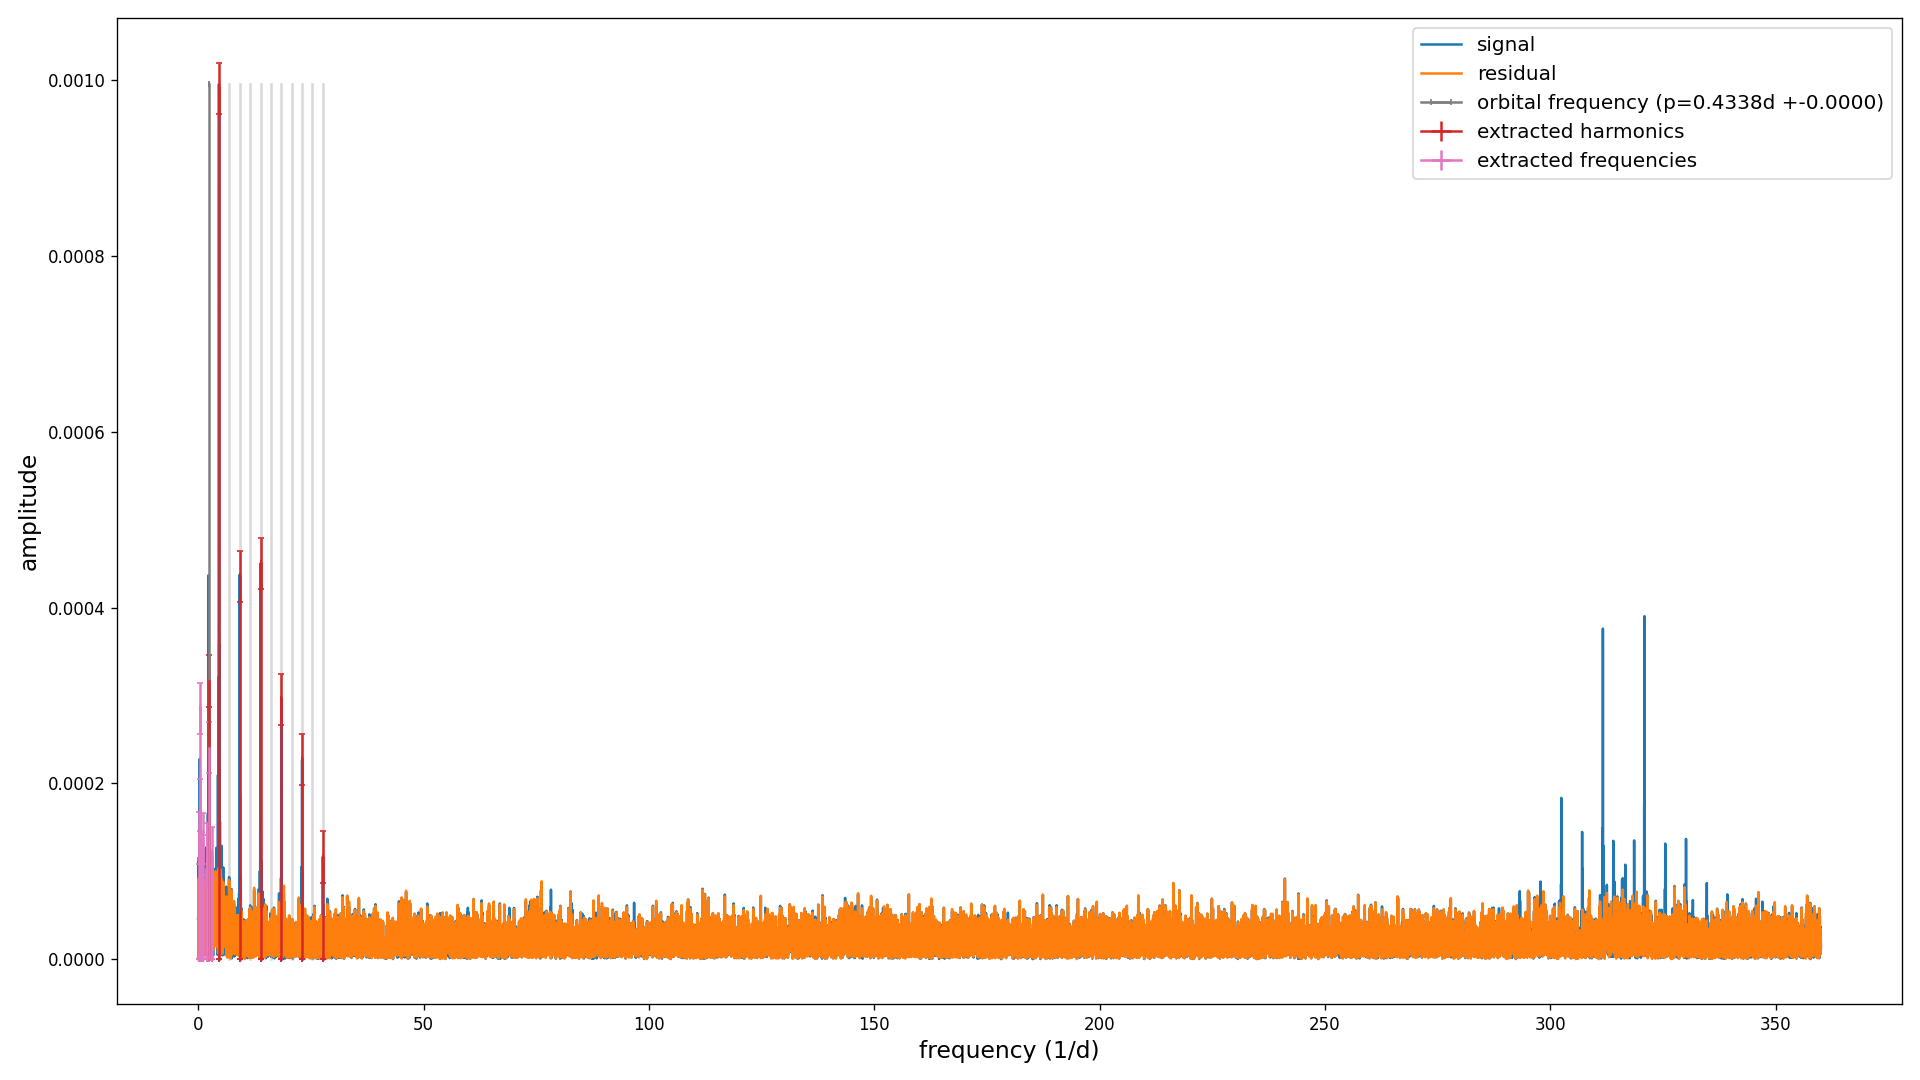 signal
residual
orbital frequency (p=0.4338d +-0.0000)
extracted harmonics
extracted frequencies
0.0010
0.0008
0.0006
0.0004
0.0002
0.0000
amplitude
0 50 100 150 200 250 300 350
frequency (1/d)